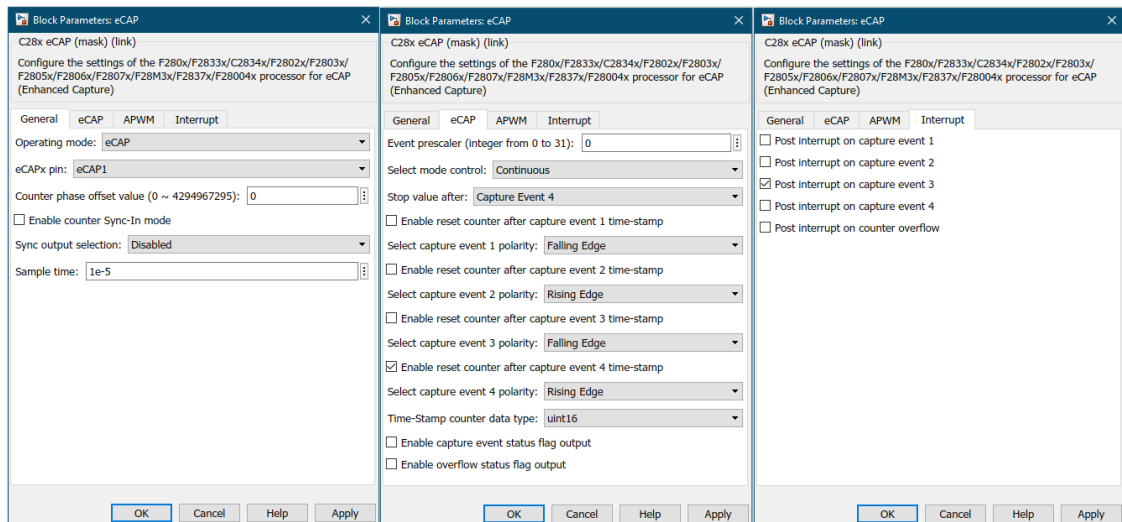 Block Parameters: eCAP
C28x eCAP (mask) (link)
Configure the settings of the F280x/F2833x/C2834x/F2802x/F2803x/
F2805x/F2806x/F2807x/F28M3x/F2837x/F28004x processor for eCAP
(Enhanced Capture)
General eCAP APWM Interrupt
Operating mode: eCAP
eCAPx pin: eCAP1
Counter phase offset value (0 ~ 4294967295): 0
Enable counter Sync-In mode
Sync output selection: Disabled
Sample time: 1e-5
OK Cancel Help Apply
Block Parameters: eCAP
C28x eCAP (mask) (link)
Configure the settings of the F280x/F2833x/C2834x/F2802x/F2803x/
F2805x/F2806x/F2807x/F28M3x/F2837x/F28004x processor for eCAP
(Enhanced Capture)
General eCAP APWM Interrupt
Event prescaler (integer from 0 to 31): 0
Select mode control: Continuous
Stop value after: Capture Event 4
Enable reset counter after capture event 1 time-stamp
Select capture event 1 polarity: Falling Edge
Enable reset counter after capture event 2 time-stamp
Select capture event 2 polarity: Rising Edge
Enable reset counter after capture event 3 time-stamp
Select capture event 3 polarity: Falling Edge
Enable reset counter after capture event 4 time-stamp
Select capture event 4 polarity: Rising Edge
Time-Stamp counter data type: uint16
Enable capture event status flag output
Enable overflow status flag output
OK Cancel Help Apply
Block Parameters: eCAP
C28x eCAP (mask) (link)
Configure the settings of the F280x/F2833x/C2834x/F2802x/F2803x/
F2805x/F2806x/F2807x/F28M3x/F2837x/F28004x processor for eCAP
(Enhanced Capture)
General eCAP APWM Interrupt
Post interrupt on capture event 1
Post interrupt on capture event 2
Post interrupt on capture event 3
Post interrupt on capture event 4
Post interrupt on counter overflow
OK Cancel Help Apply